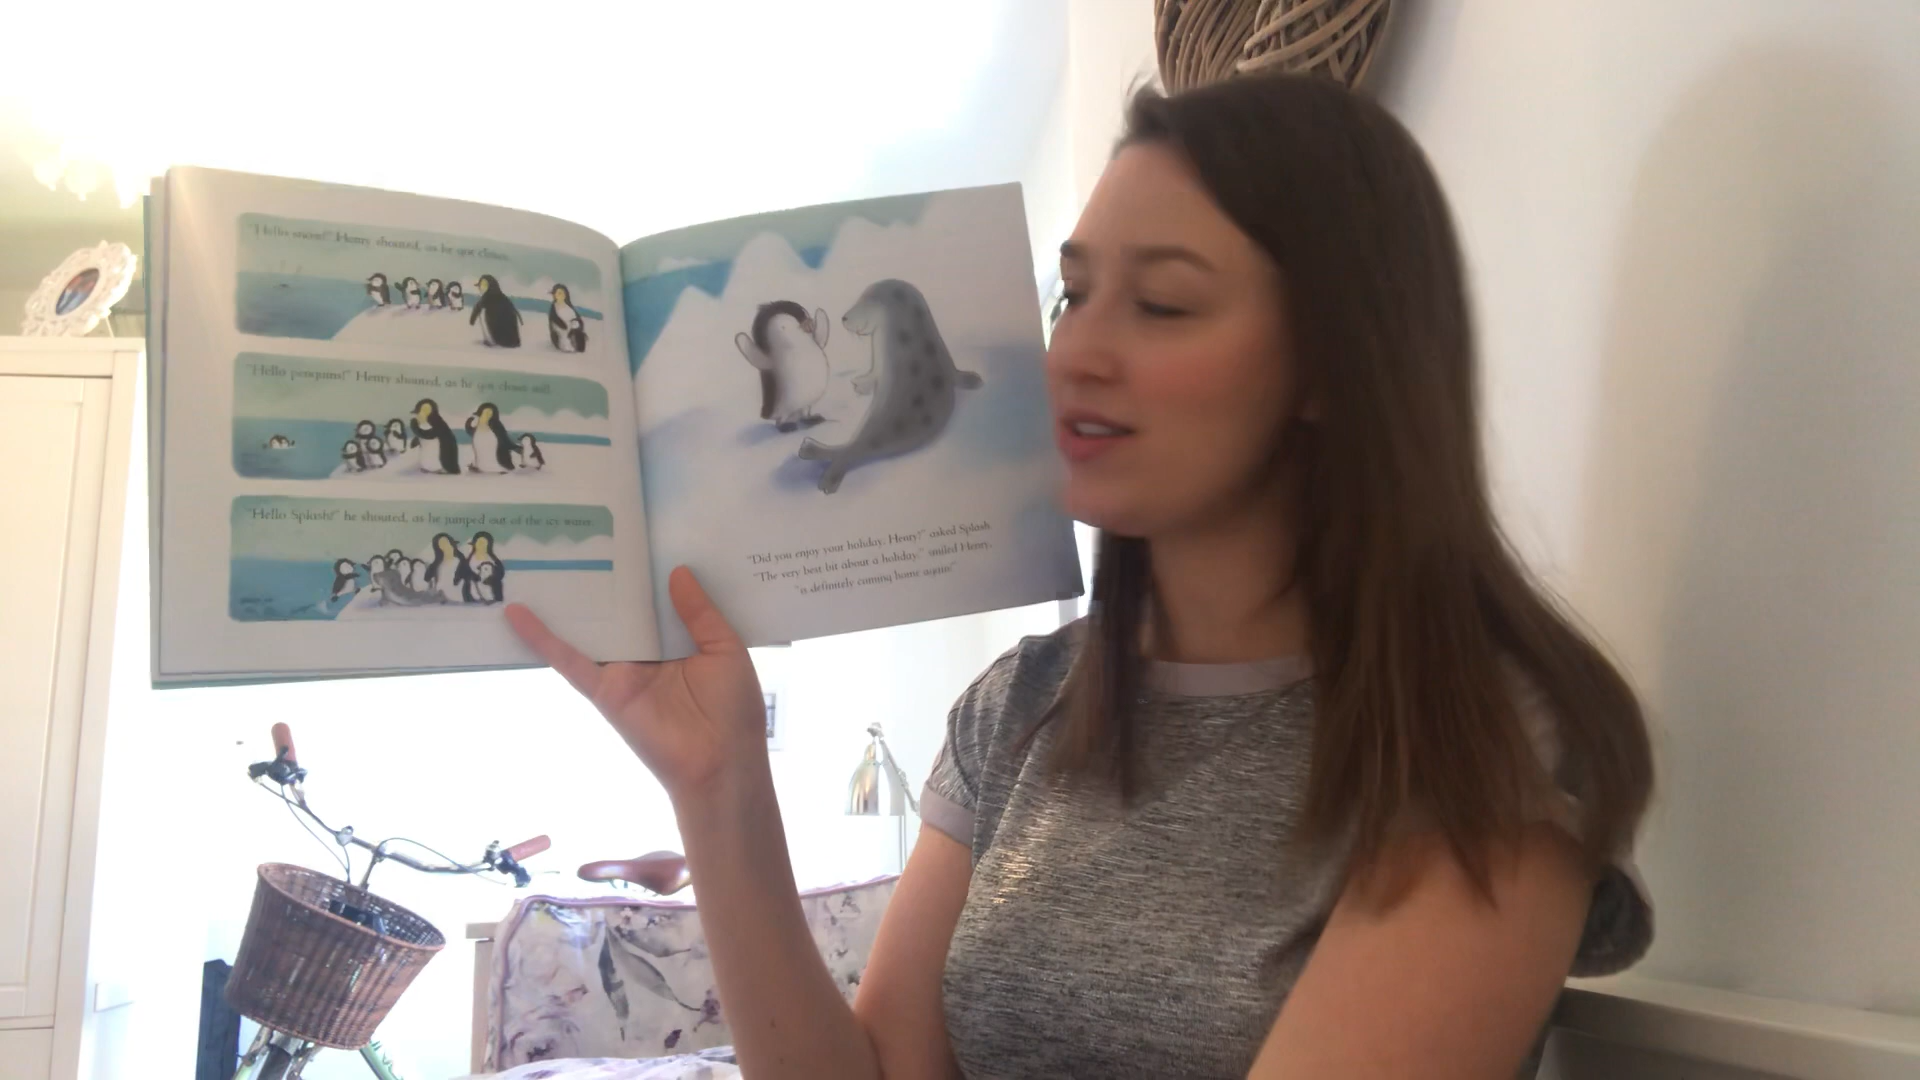 "Hello snow!" Henry shouted, as he got closer.
"Hello penguins!" Henry shouted, as he got closer still.
"Hello Splash!" he shouted, as he jumped out of the icy water.
"Did you enjoy your holiday, Henry?" asked Splash.
"The very best bit about a holiday," smiled Henry,
"is definitely coming home again!"